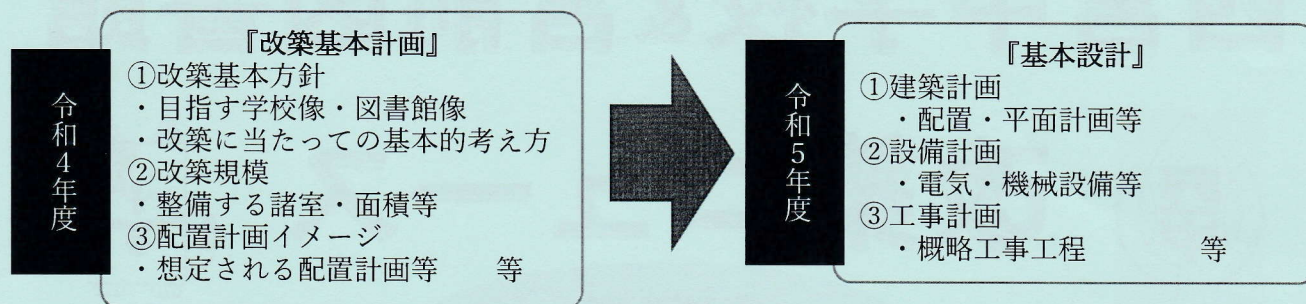 令和4年度
『改築基本計画』
①改築基本方針
・目指す学校像・図書館像
・改築に当たっての基本的考え方
②改築規模
・整備する諸室・面積等
③配置計画イメージ
・想定される配置計画等　　等
令和5年度
『基本設計』
①建築計画
・配置・平面計画等
②設備計画
・電気・機械設備等
③工事計画
・概略工事工程　　　　等